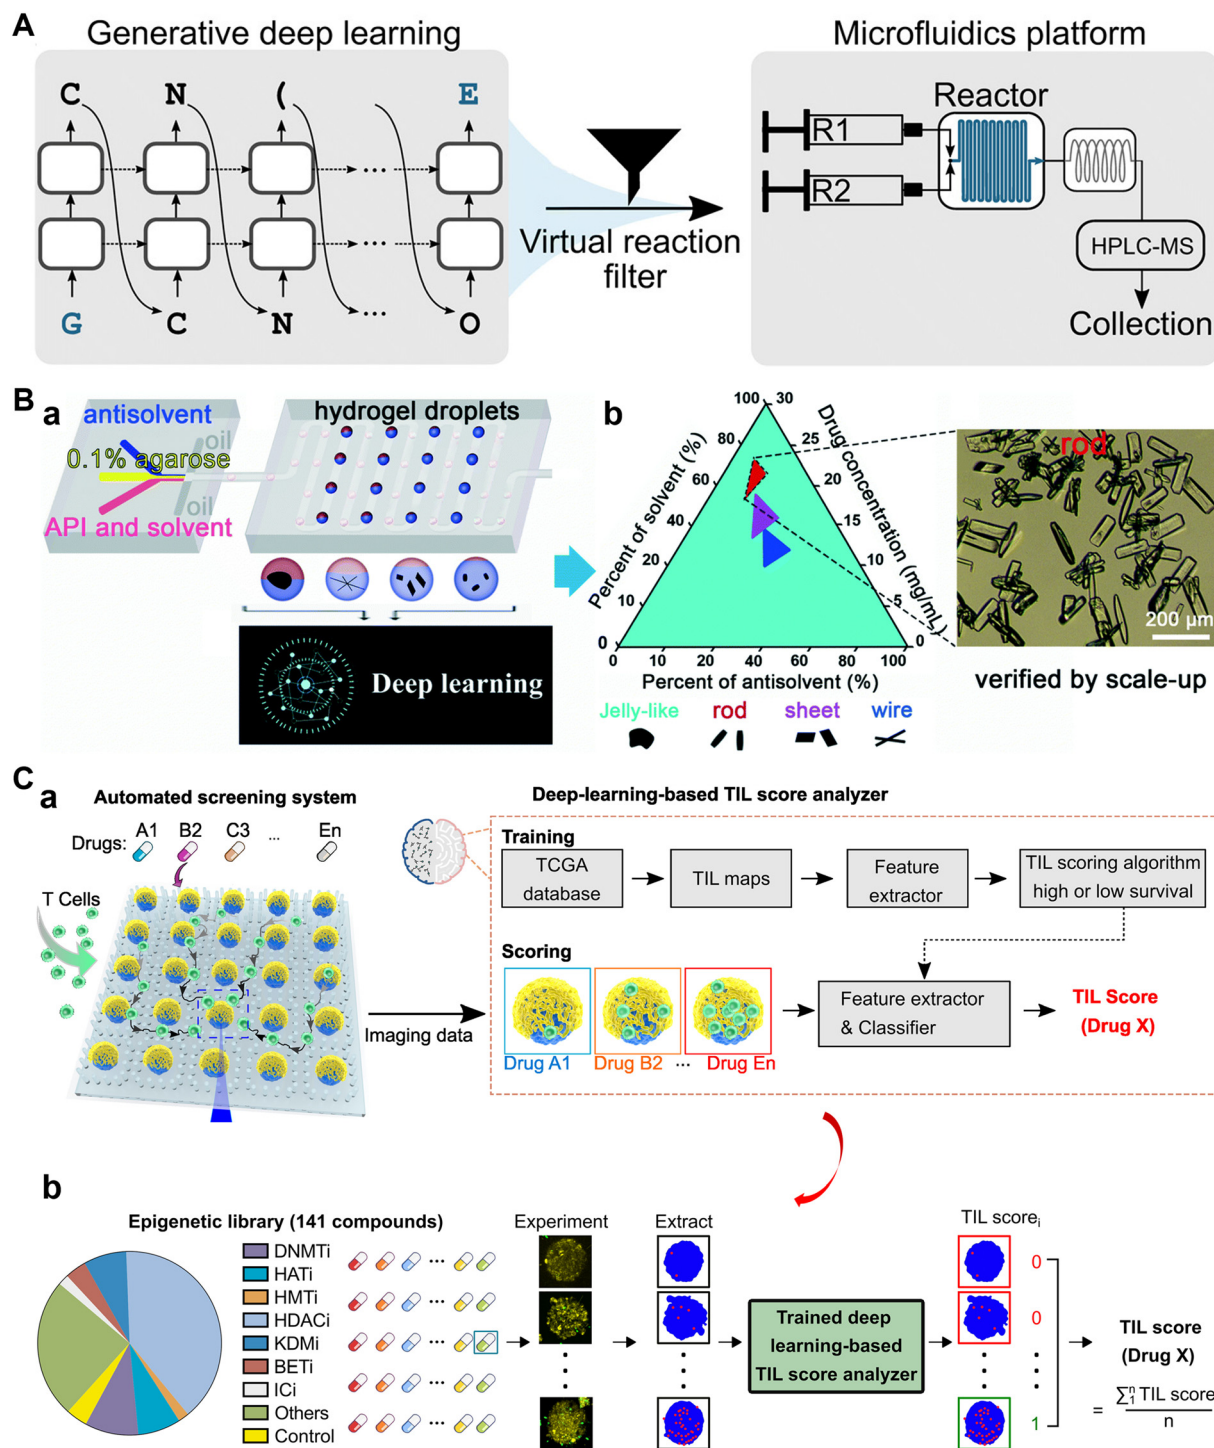 A
Generative deep learning
Microfluidics platform
C N ( ... E
G C N ... O
Virtual reaction
filter
R1
R2
Reactor
HPLC-MS
Collection
B
a
antisolvent
oil
0.1% agarose
oil
API and solvent
hydrogel droplets
Deep learning
b
Percent of solvent (%)
100
80
60
40
20
10
0
Drug concentration (mg/mL)
30
25
20
15
10
5
0
0 10 20 40 60 80 100
Percent of antisolvent (%)
Jelly-like rod sheet wire
rod
200 µm
verified by scale-up
C
a
Automated screening system
Drugs:
A1 B2 C3 ... En
T Cells
Imaging data
Deep-learning-based TIL score analyzer
Training
TCGA
database
TIL maps
Feature
extractor
TIL scoring algorithm
high or low survival
Scoring
Drug A1 Drug B2 ... Drug En
Feature extractor
& Classifier
TIL Score
(Drug X)
b
Epigenetic library (141 compounds)
DNMTi
HATi
HMTi
HDACi
KDMi
BETi
ICi
Others
Control
Experiment
Extract
Trained deep
learning-based
TIL score analyzer
TIL scoreᵢ
0
0
1
TIL score
(Drug X)
= ∑₁ⁿ TIL score
n